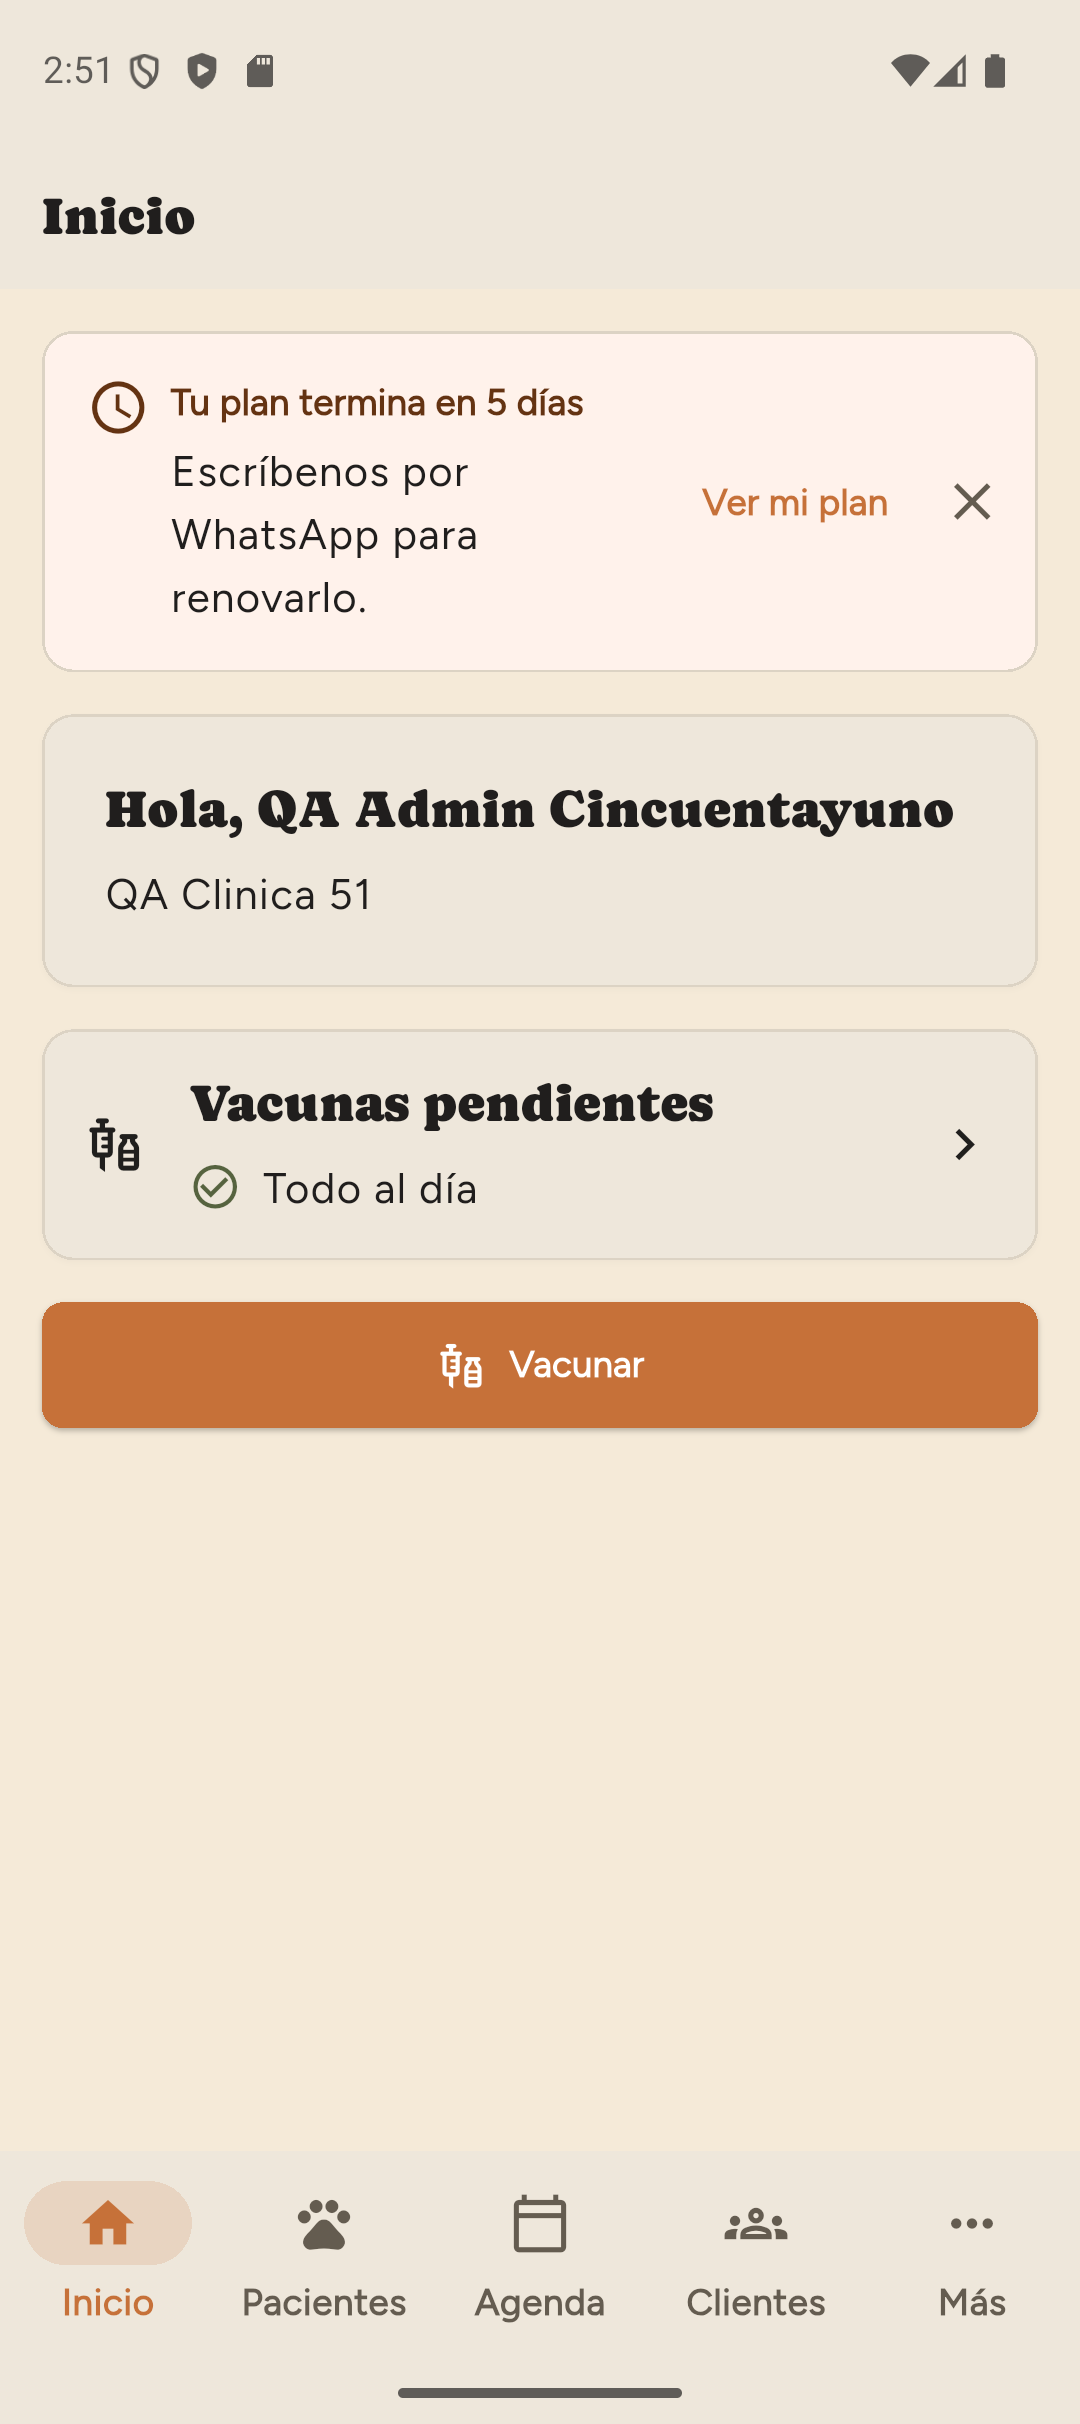 2:51
Inicio
Tu plan termina en 5 días
Escríbenos por
WhatsApp para
renovarlo.
Ver mi plan
Hola, QA Admin Cincuentayuno
QA Clinica 51
Vacunas pendientes
Todo al día
Vacunar
Inicio
Pacientes
Agenda
Clientes
Más